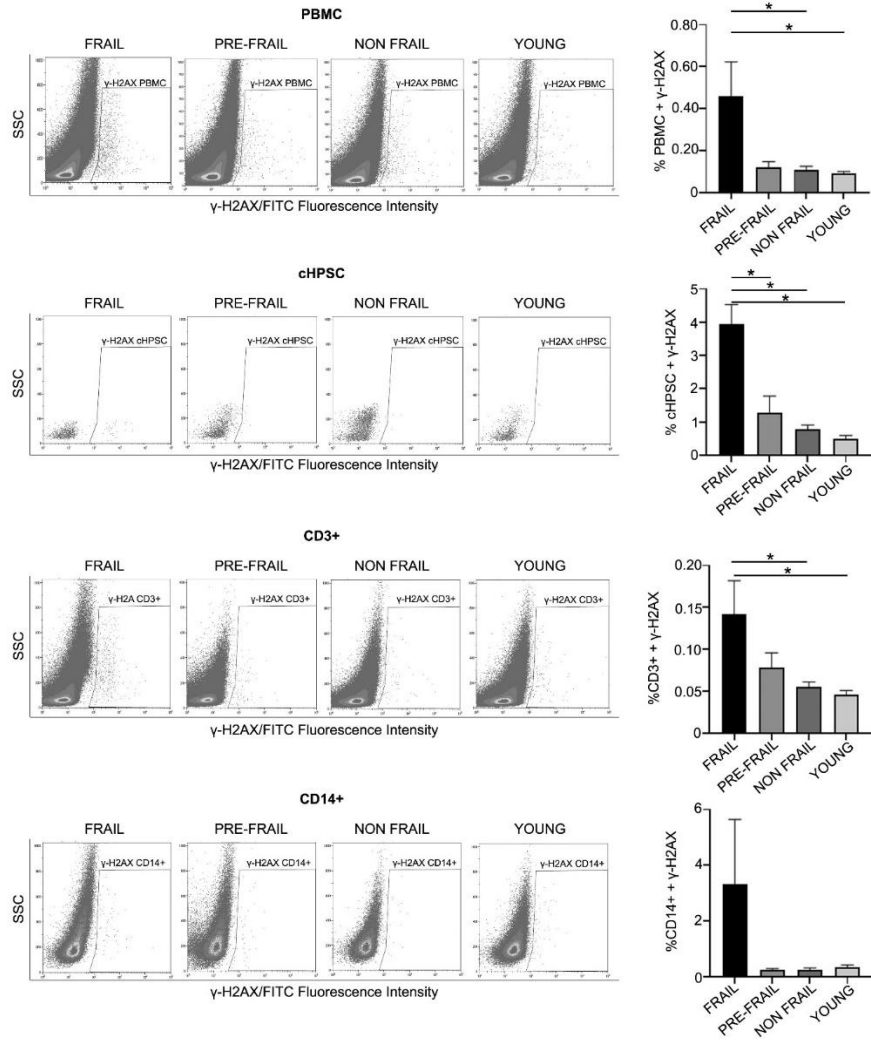 PBMC
FRAIL PRE-FRAIL NON FRAIL YOUNG
γ-H2AX PBMC γ-H2AX PBMC γ-H2AX PBMC γ-H2AX PBMC
SSC
γ-H2AX/FITC Fluorescence Intensity
* 
*
% PBMC + γ-H2AX
0.80
0.60
0.40
0.20
0
FRAIL PRE-FRAIL NON FRAIL YOUNG
cHPSC
FRAIL PRE-FRAIL NON FRAIL YOUNG
γ-H2AX cHPSC γ-H2AX cHPSC γ-H2AX cHPSC γ-H2AX cHPSC
SSC
γ-H2AX/FITC Fluorescence Intensity
*
*
*
% cHPSC + γ-H2AX
5
4
3
2
1
0
FRAIL PRE-FRAIL NON FRAIL YOUNG
CD3+
FRAIL PRE-FRAIL NON FRAIL YOUNG
γ-H2A CD3+ γ-H2AX CD3+ γ-H2AX CD3+ γ-H2AX CD3+
SSC
γ-H2AX/FITC Fluorescence Intensity
*
*
%CD3+ + γ-H2AX
0.20
0.15
0.10
0.05
0
FRAIL PRE-FRAIL NON FRAIL YOUNG
CD14+
FRAIL PRE-FRAIL NON FRAIL YOUNG
γ-H2AX CD14+ γ-H2AX CD14+ γ-H2AX CD14+ γ-H2AX CD14+
SSC
γ-H2AX/FITC Fluorescence Intensity
%CD14+ + γ-H2AX
6
4
2
0
FRAIL PRE-FRAIL NON FRAIL YOUNG